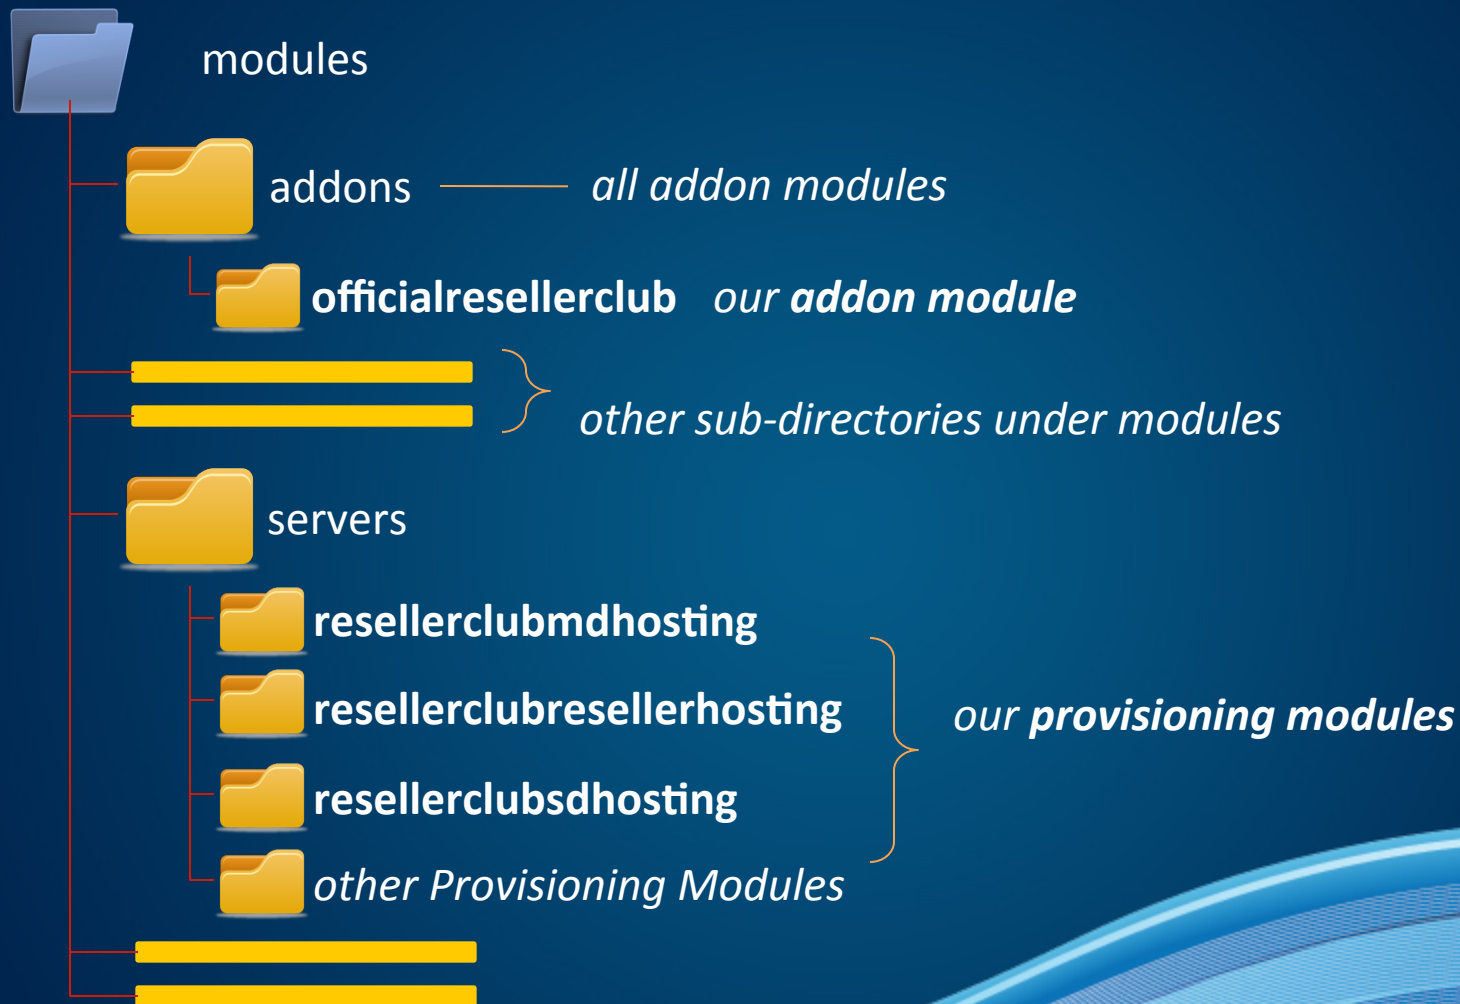 modules
addons
all addon modules
officialresellerclub our addon module
other sub-directories under modules
servers
resellerclubmdhosting
resellerclubresellerhosting
our provisioning modules
resellerclubsdhosting
other Provisioning Modules